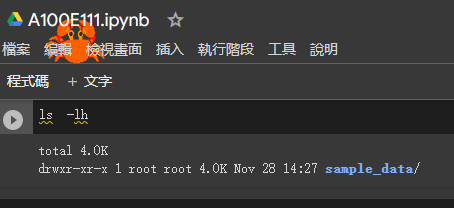 A100E111.ipynb
檔案 編輯 檢視畫面 插入 執行階段 工具 說明
程式碼 + 文字
ls -lh
total 4.0K
drwxr-xr-x 1 root root 4.0K Nov 28 14:27 sample_data/